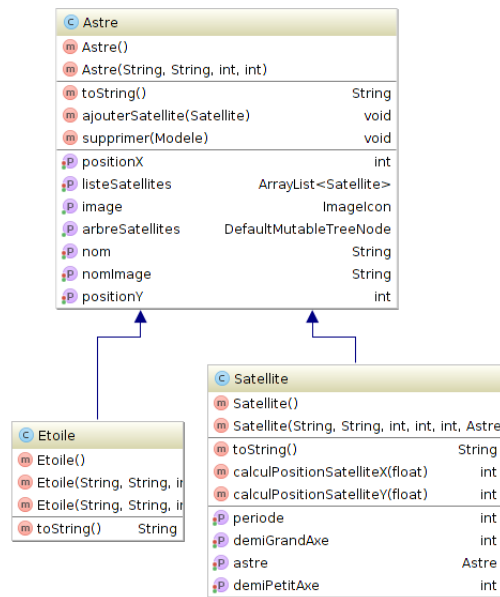 Astre
Astre()
Astre(String, String, int, int)
toString() String
ajouterSatellite(Satellite) void
supprimer(Modele) void
positionX int
listeSatellites ArrayList<Satellite>
image ImageIcon
arbreSatellites DefaultMutableTreeNode
nom String
nomImage String
positionY int
Etoile
Etoile()
Etoile(String, String,
Etoile(String, String,
toString() String
Satellite
Satellite()
Satellite(String, String, int, int, int, Astre
toString() String
calculPositionSatelliteX(float) int
calculPositionSatelliteY(float) int
periode int
demiGrandAxe int
astre Astre
demiPetitAxe int